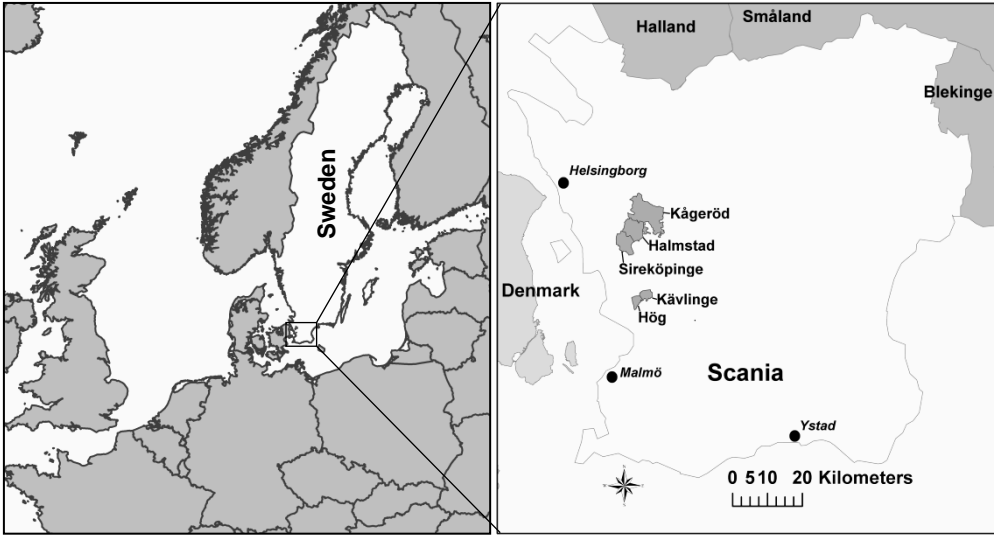 Sweden
Halland
Småland
Blekinge
Helsingborg
Kågeröd
Halmstad
Sireköpinge
Denmark
Kävlinge
Hög
Malmö
Scania
Ystad
0 510 20 Kilometers